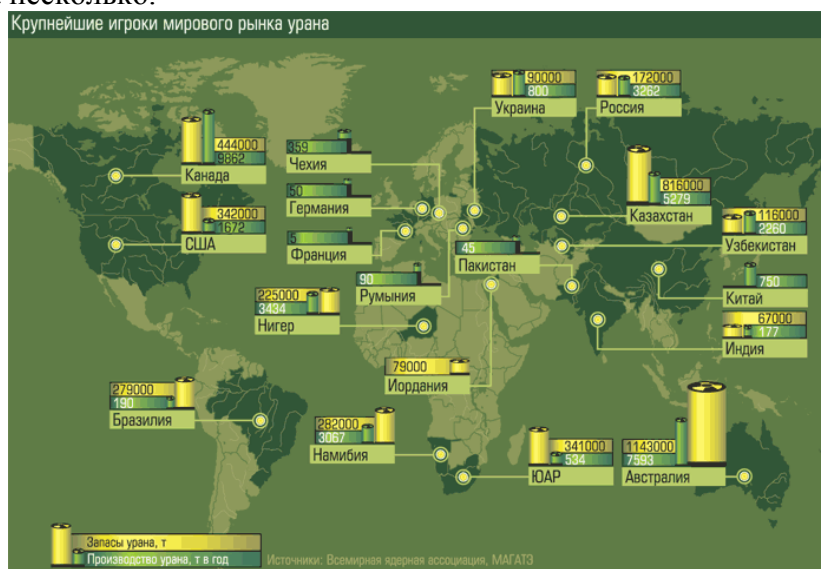 несколько.
Крупнейшие игроки мирового рынка урана
90000
800
Украина
172000
3262
Россия
444000
9862
Канада
359
Чехия
816000
5279
Казахстан
342000
1672
США
50
Германия
116000
2260
Узбекистан
5
Франция
45
Пакистан
90
Румыния
750
Китай
225000
3434
Нигер
67000
177
Индия
79000
Иордания
279000
190
Бразилия
282000
3067
Намибия
341000
534
ЮАР
1143000
7593
Австралия
Запасы урана, т
Производство урана, т в год
Источники: Всемирная ядерная ассоциация, МАГАТЭ